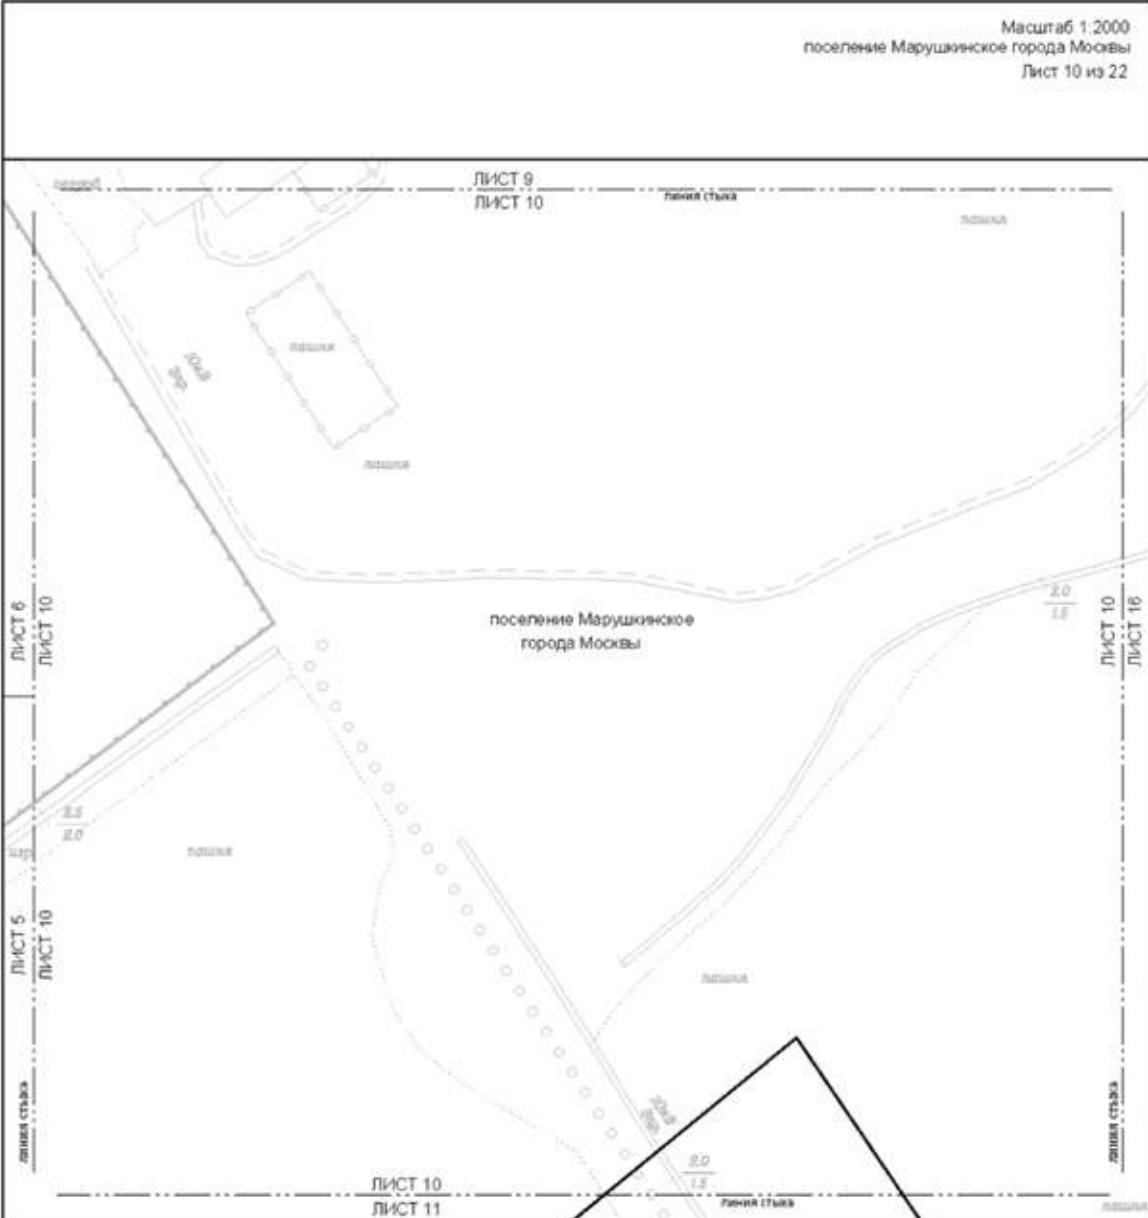 Масштаб 1:2000
поселение Марушкинское города Москвы
Лист 10 из 22
ЛИСТ 9
ЛИСТ 10
линия стыка
пашня
пашня
10кВ
пашня
ЛИСТ 6
ЛИСТ 10
поселение Марушкинское
города Москвы
2.0
1.5
ЛИСТ 10
ЛИСТ 16
2.5
2.0
пашня
ЛИСТ 5
ЛИСТ 10
пашня
линия стыка
10кВ
2.0
1.5
линия стыка
ЛИСТ 10
ЛИСТ 11
линия стыка
пашня